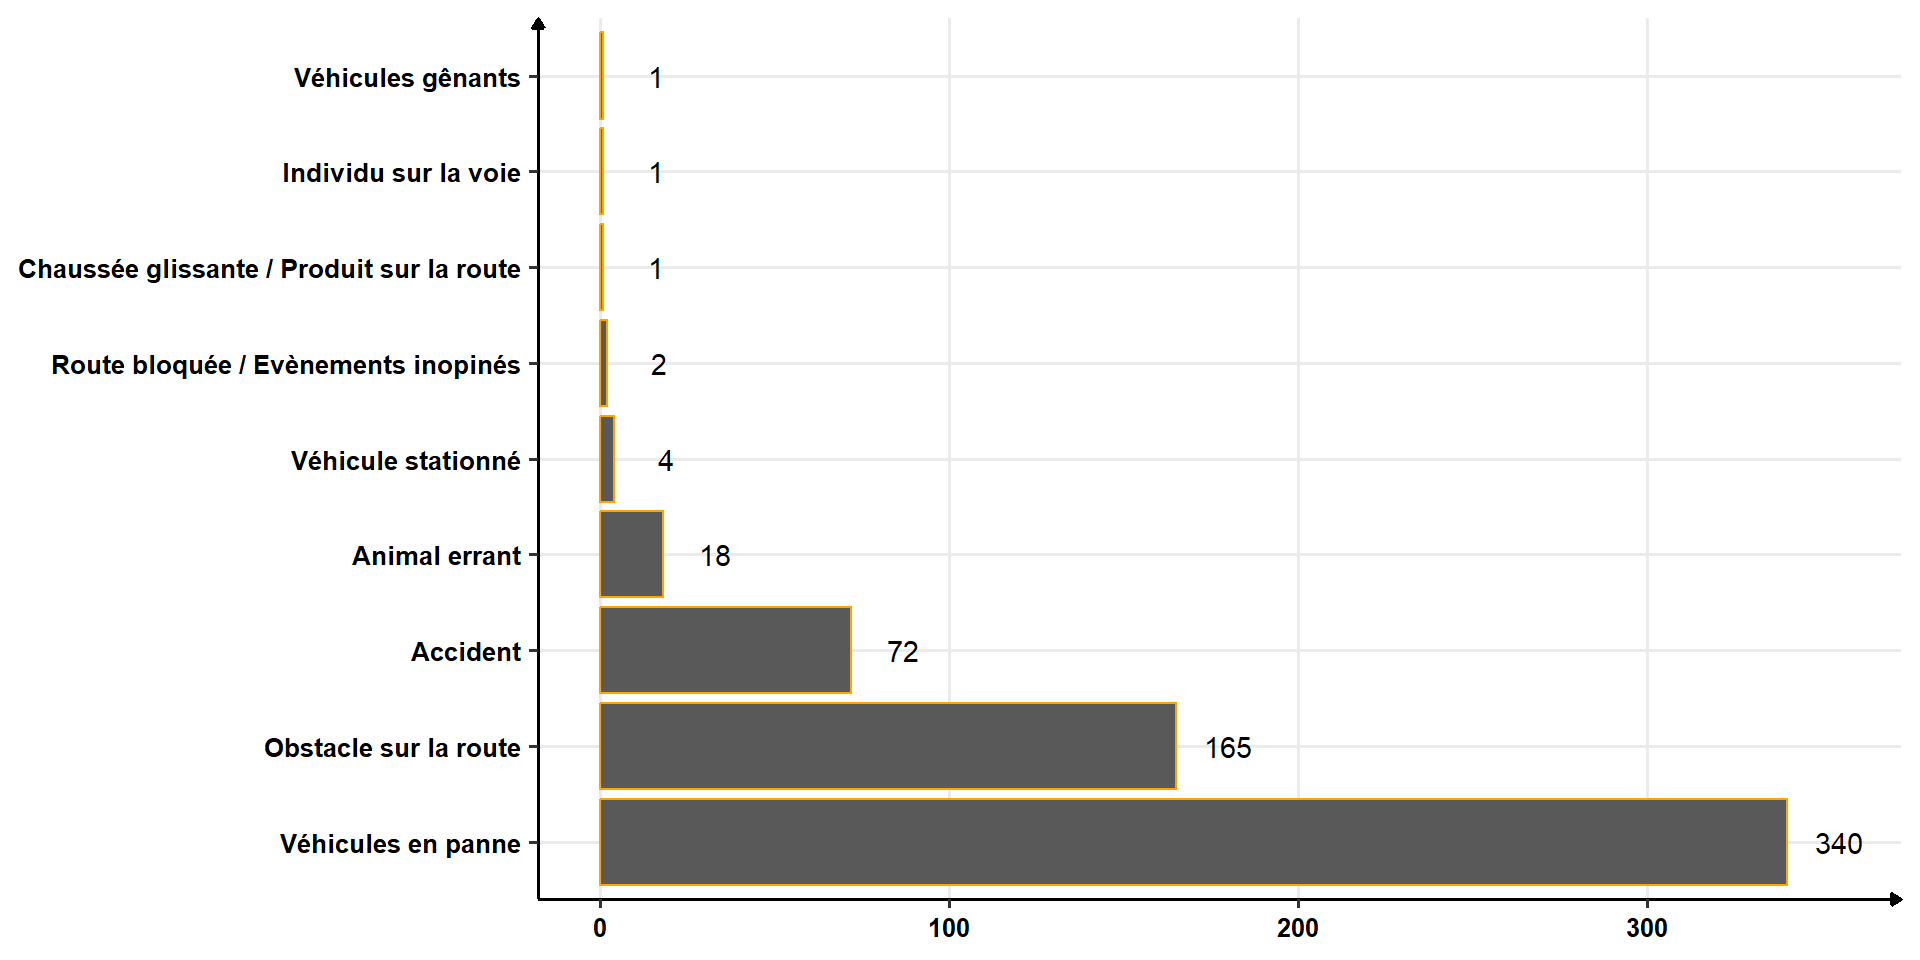 Véhicules gênants 1
Individu sur la voie 1
Chaussée glissante / Produit sur la route 1
Route bloquée / Evènements inopinés 2
Véhicule stationné 4
Animal errant 18
Accident 72
Obstacle sur la route 165
Véhicules en panne 340
0 100 200 300